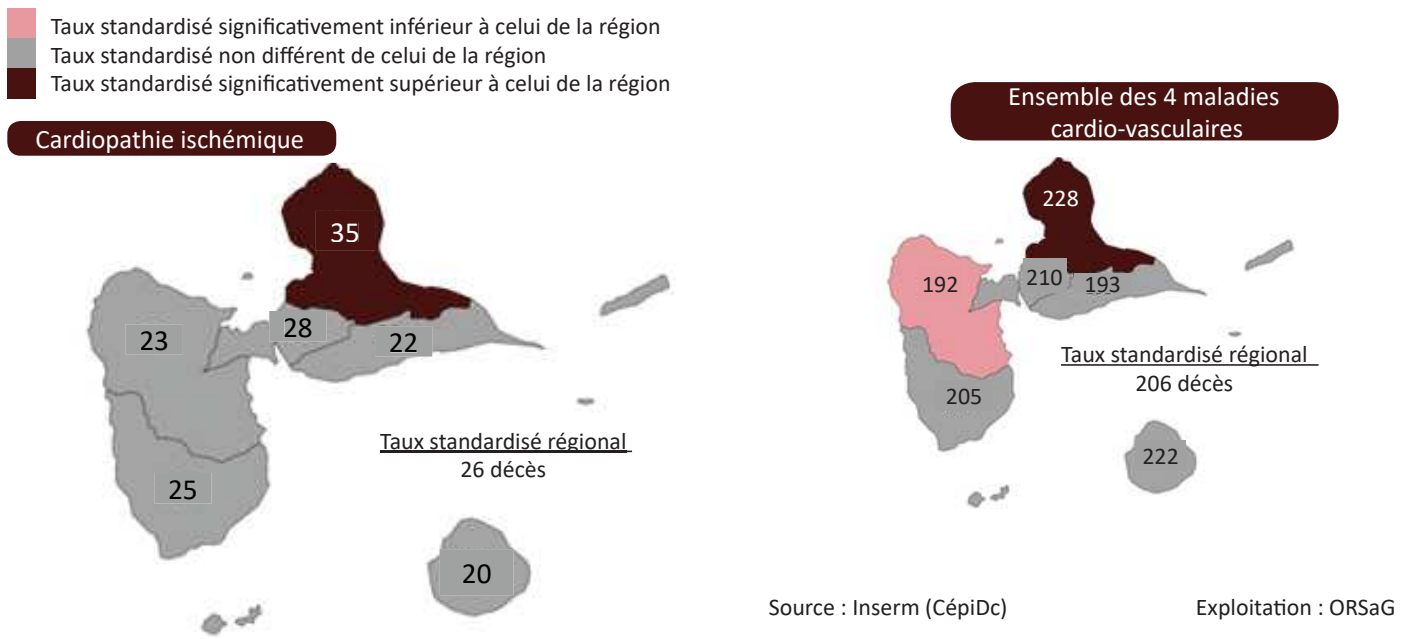 Taux standardisé significativement inférieur à celui de la région
Taux standardisé non différent de celui de la région
Taux standardisé significativement supérieur à celui de la région
Cardiopathie ischémique
35
23
28
22
25
20
Taux standardisé régional
26 décès
Ensemble des 4 maladies
cardio-vasculaires
228
192
210
193
205
222
Taux standardisé régional
206 décès
Source : Inserm (CépiDc)
Exploitation : ORSaG